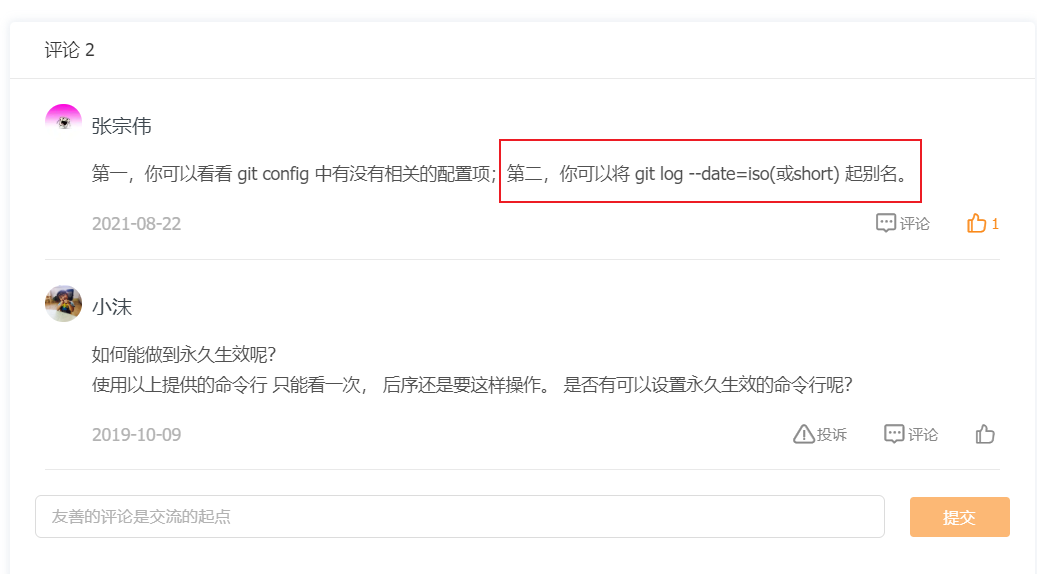 评论 2
张宗伟
第一，你可以看看 git config 中有没有相关的配置项；第二，你可以将 git log --date=iso(或short) 起别名。
2021-08-22
评论
1
小沫
如何能做到永久生效呢?
使用以上提供的命令行 只能看一次， 后序还是要这样操作。 是否有可以设置永久生效的命令行呢?
2019-10-09
投诉
评论
友善的评论是交流的起点
提交